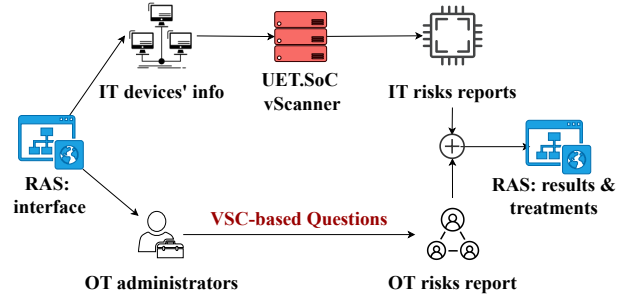 IT devices' info
UET.SoC
vScanner
IT risks reports
RAS:
interface
RAS: results &
treatments
VSC-based Questions
OT administrators
OT risks report